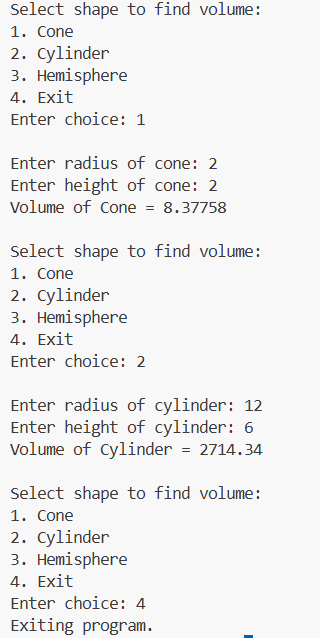 Select shape to find volume:
1. Cone
2. Cylinder
3. Hemisphere
4. Exit
Enter choice: 1
Enter radius of cone: 2
Enter height of cone: 2
Volume of Cone = 8.37758
Select shape to find volume:
1. Cone
2. Cylinder
3. Hemisphere
4. Exit
Enter choice: 2
Enter radius of cylinder: 12
Enter height of cylinder: 6
Volume of Cylinder = 2714.34
Select shape to find volume:
1. Cone
2. Cylinder
3. Hemisphere
4. Exit
Enter choice: 4
Exiting program.